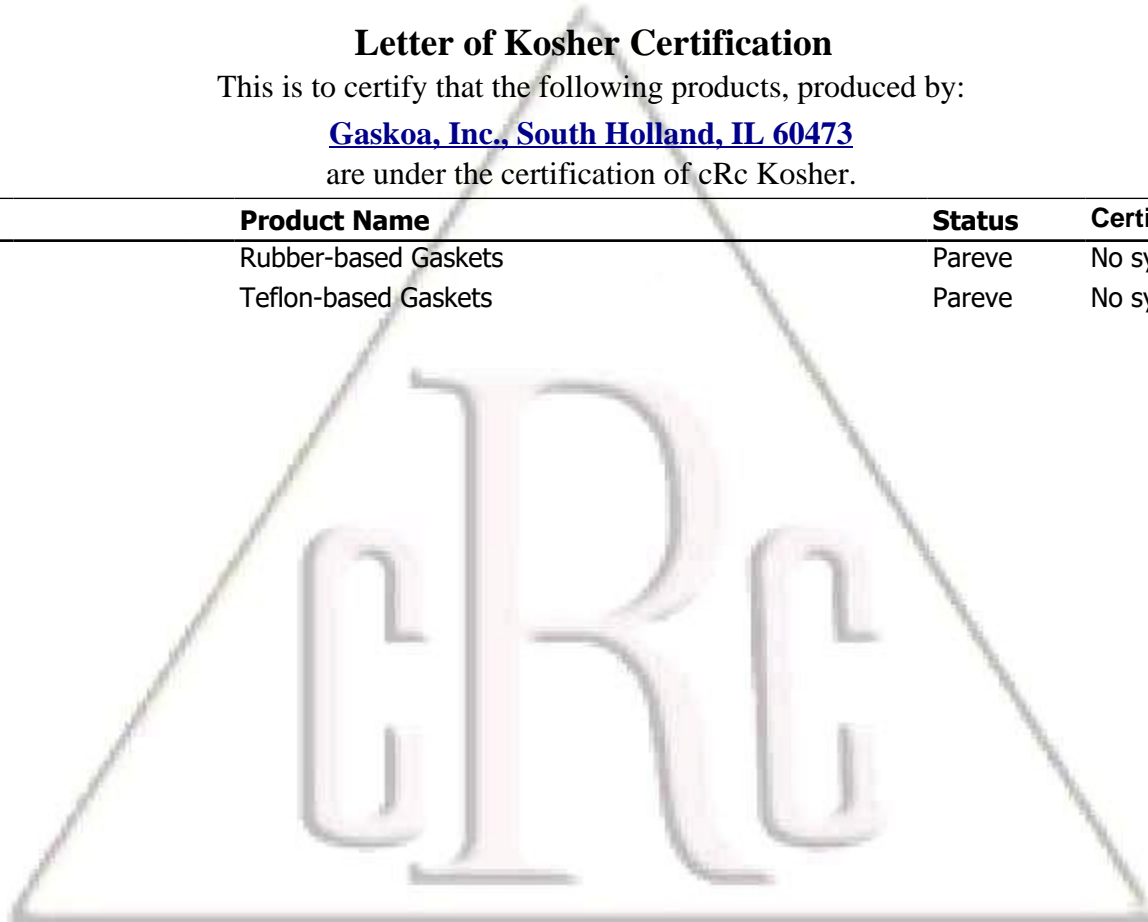 Letter of Kosher Certification
This is to certify that the following products, produced by:
Gaskoa, Inc., South Holland, IL 60473
are under the certification of cRc Kosher.
Product Name Status
Rubber-based Gaskets Pareve No
Teflon-based Gaskets Pareve No
cRc